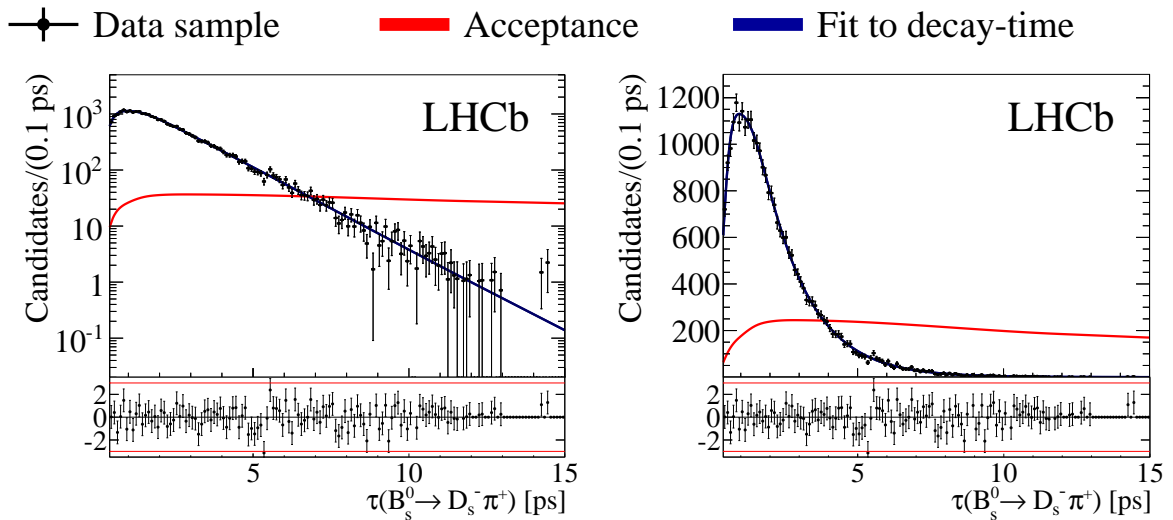 Data sample Acceptance Fit to decay-time
Candidates/(0.1 ps)
10³
10²
10
1
10⁻¹
LHCb
2
0
−2
5 10 15
τ(B⁰ₛ → Dₛ⁻π⁺) [ps]
Candidates/(0.1 ps)
1200
1000
800
600
400
200
LHCb
2
0
−2
5 10 15
τ(B⁰ₛ → Dₛ⁻π⁺) [ps]